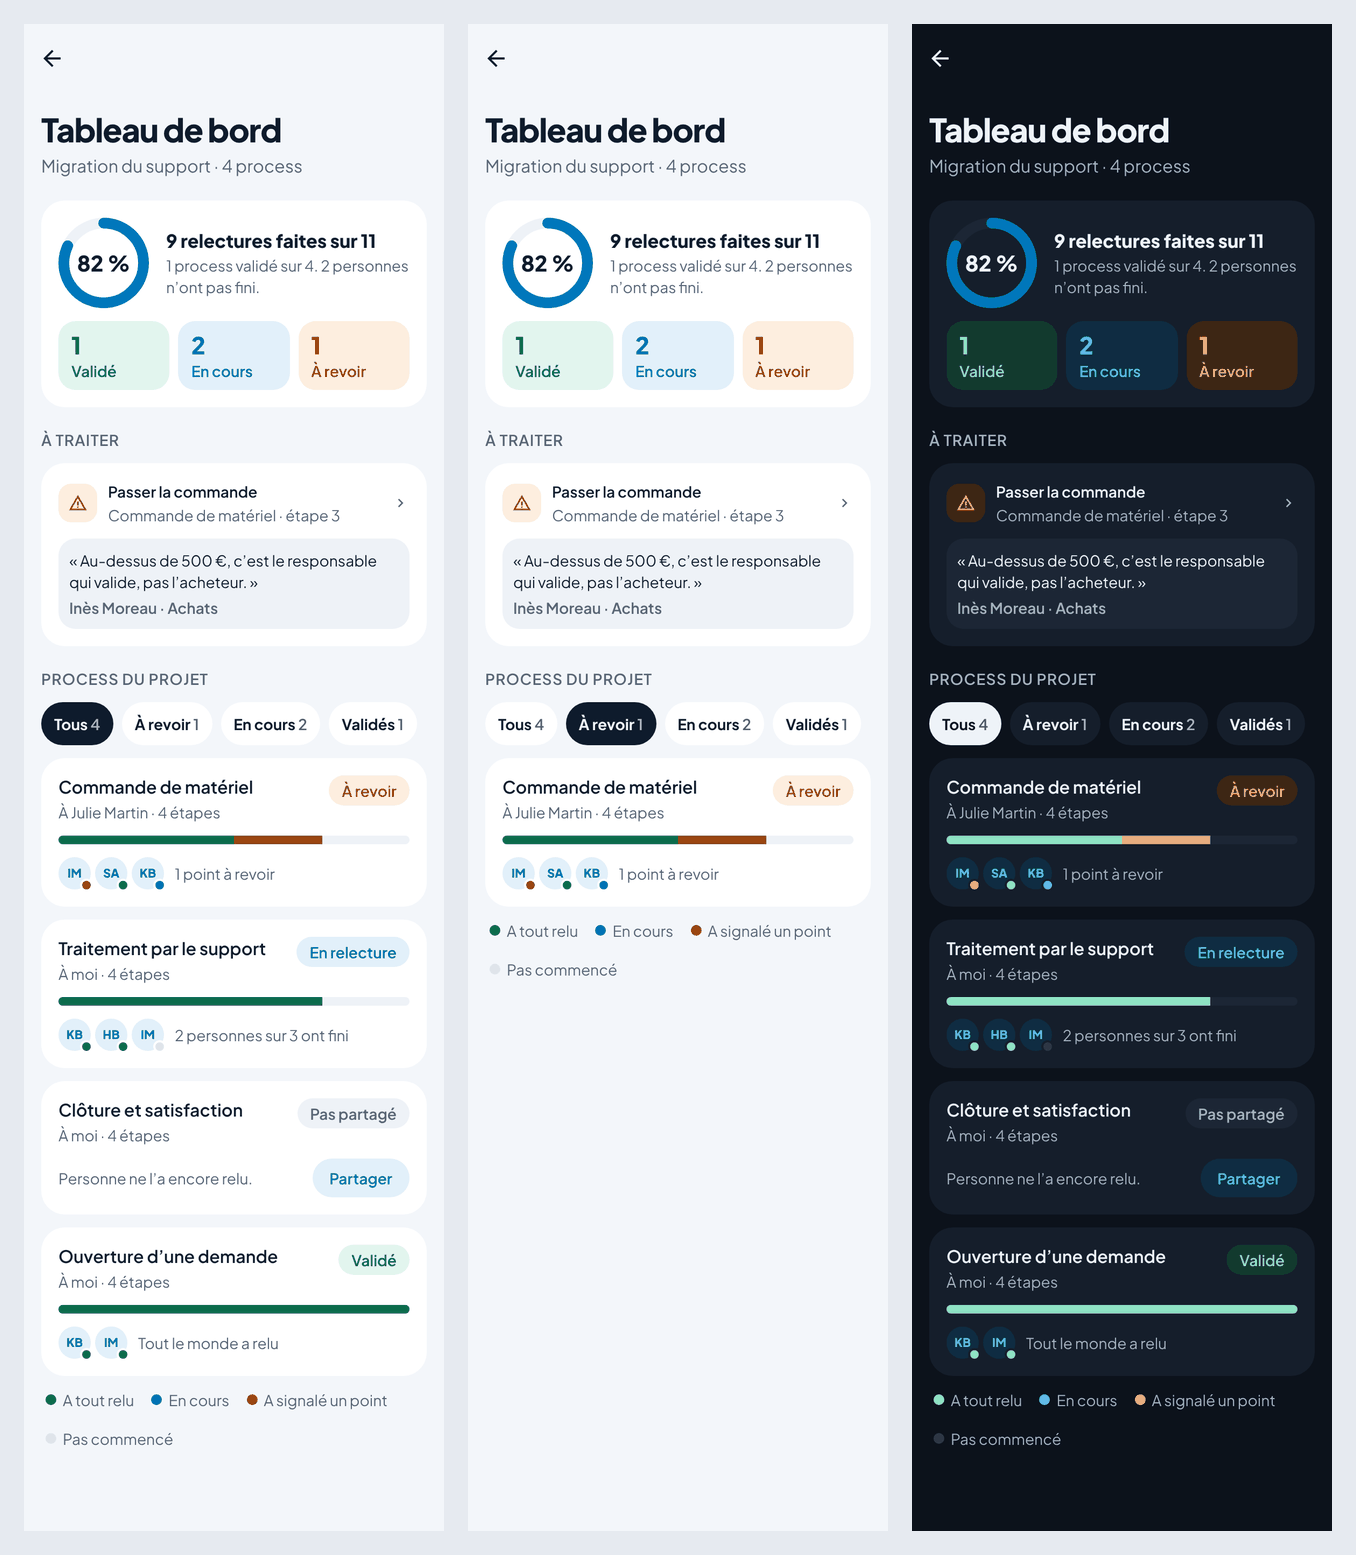 Tableau de bord
Migration du support · 4 process
82 %
9 relectures faites sur 11
1 process validé sur 4. 2 personnes
n’ont pas fini.
1
Validé
2
En cours
1
À revoir
À TRAITER
Passer la commande
Commande de matériel · étape 3
« Au-dessus de 500 €, c’est le responsable
qui valide, pas l’acheteur. »
Inès Moreau · Achats
PROCESS DU PROJET
Tous 4
À revoir 1
En cours 2
Validés 1
Commande de matériel
À revoir
À Julie Martin · 4 étapes
IM SA KB 1 point à revoir
Traitement par le support
En relecture
À moi · 4 étapes
KB HB IM 2 personnes sur 3 ont fini
Clôture et satisfaction
Pas partagé
À moi · 4 étapes
Personne ne l’a encore relu.
Partager
Ouverture d’une demande
Validé
À moi · 4 étapes
KB IM Tout le monde a relu
A tout relu
En cours
A signalé un point
Pas commencé
Tableau de bord
Migration du support · 4 process
82 %
9 relectures faites sur 11
1 process validé sur 4. 2 personnes
n’ont pas fini.
1
Validé
2
En cours
1
À revoir
À TRAITER
Passer la commande
Commande de matériel · étape 3
« Au-dessus de 500 €, c’est le responsable
qui valide, pas l’acheteur. »
Inès Moreau · Achats
PROCESS DU PROJET
Tous 4
À revoir 1
En cours 2
Validés 1
Commande de matériel
À revoir
À Julie Martin · 4 étapes
IM SA KB 1 point à revoir
A tout relu
En cours
A signalé un point
Pas commencé
Tableau de bord
Migration du support · 4 process
82 %
9 relectures faites sur 11
1 process validé sur 4. 2 personnes
n’ont pas fini.
1
Validé
2
En cours
1
À revoir
À TRAITER
Passer la commande
Commande de matériel · étape 3
« Au-dessus de 500 €, c’est le responsable
qui valide, pas l’acheteur. »
Inès Moreau · Achats
PROCESS DU PROJET
Tous 4
À revoir 1
En cours 2
Validés 1
Commande de matériel
À revoir
À Julie Martin · 4 étapes
IM SA KB 1 point à revoir
Traitement par le support
En relecture
À moi · 4 étapes
KB HB IM 2 personnes sur 3 ont fini
Clôture et satisfaction
Pas partagé
À moi · 4 étapes
Personne ne l’a encore relu.
Partager
Ouverture d’une demande
Validé
À moi · 4 étapes
KB IM Tout le monde a relu
A tout relu
En cours
A signalé un point
Pas commencé